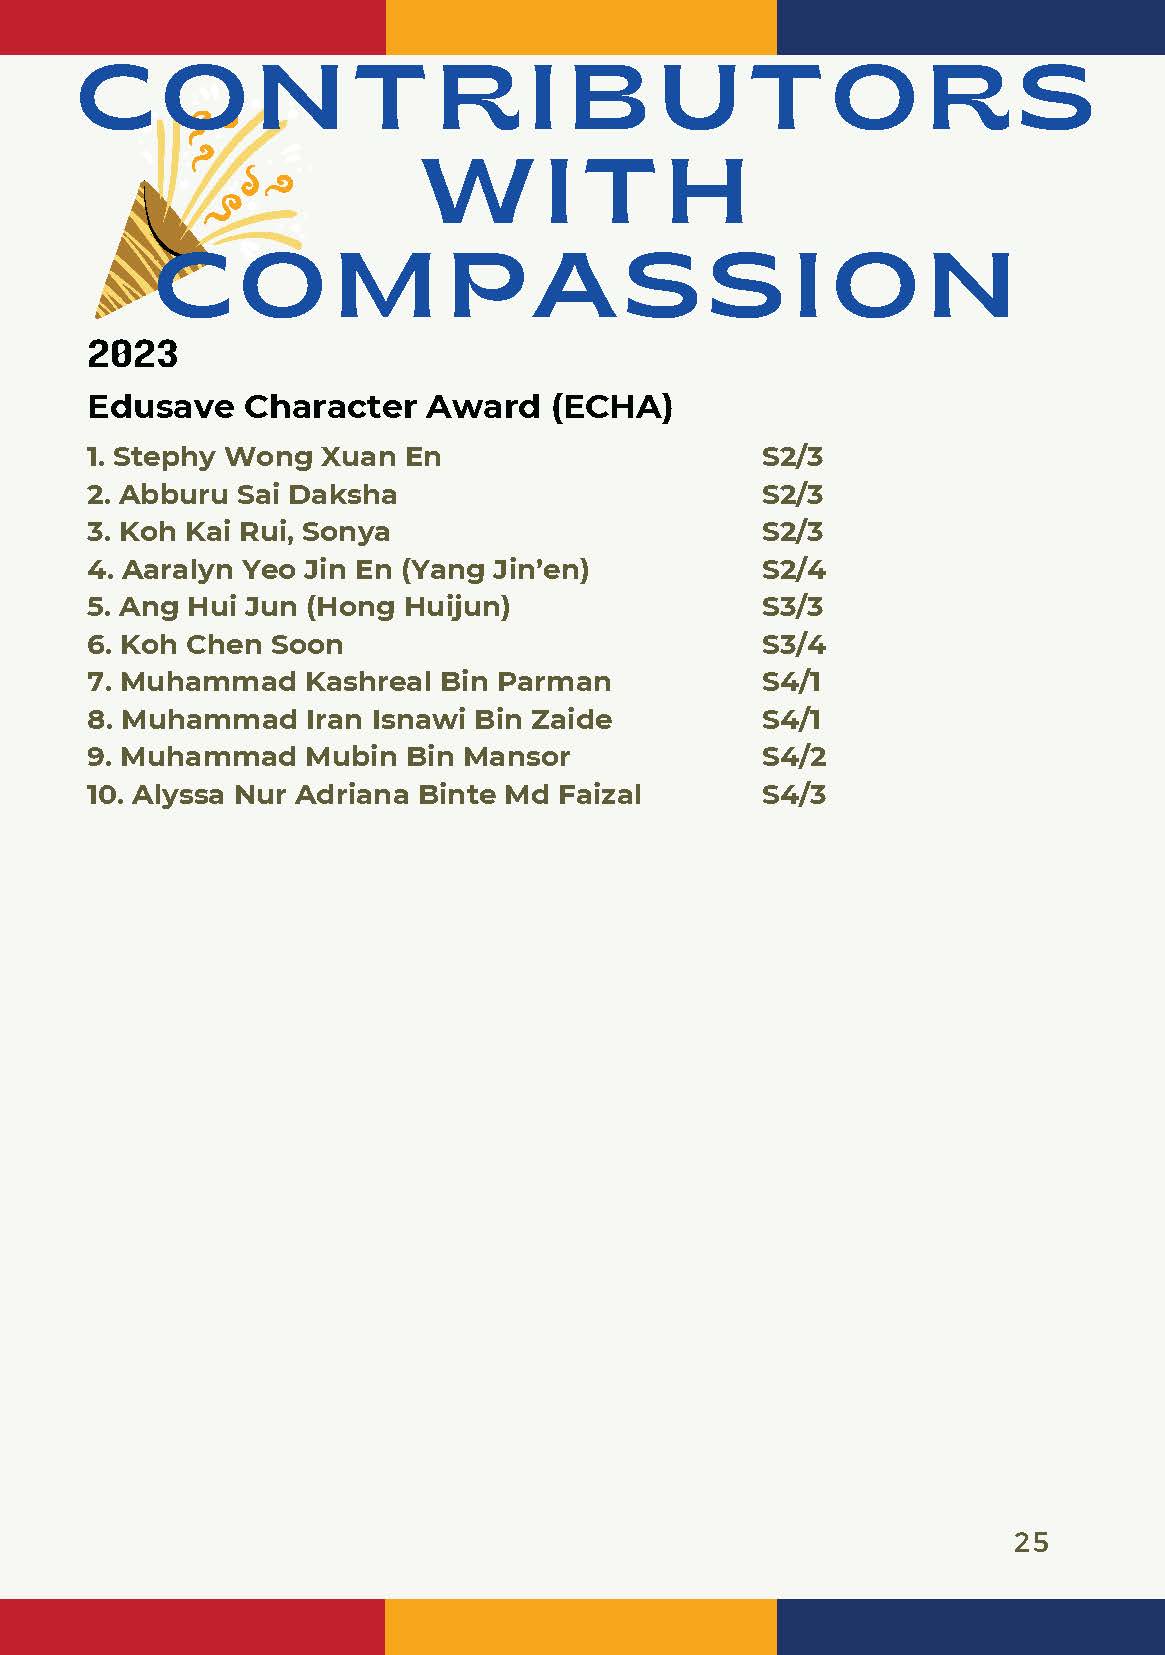 CONTRIBUTORS
WITH
COMPASSION
2023
Edusave Character Award (ECHA)
1. Stephy Wong Xuan En S2/3
2. Abburu Sai Daksha S2/3
3. Koh Kai Rui, Sonya S2/3
4. Aaralyn Yeo Jin En (Yang Jin’en) S2/4
5. Ang Hui Jun (Hong Huijun) S3/3
6. Koh Chen Soon S3/4
7. Muhammad Kashreal Bin Parman S4/1
8. Muhammad Iran Isnawi Bin Zaide S4/1
9. Muhammad Mubin Bin Mansor S4/2
10. Alyssa Nur Adriana Binte Md Faizal S4/3
25